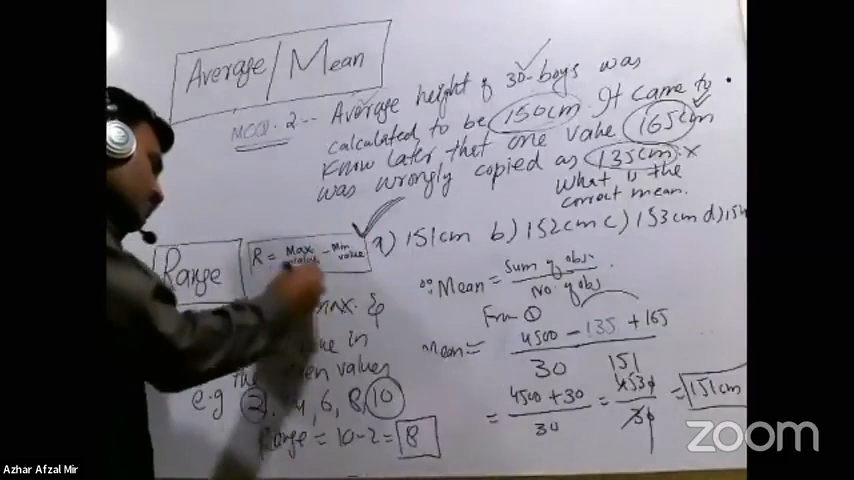 Average/Mean
MCQ. 2-- Average height of 30-boys was
calculated to be 150cm. It came to
know later that one value 165cm
was wrongly copied as 135cm. x
What is the
correct mean.
a) 151cm b) 152cm c) 153cm d)
Range
R = Max value - Min value
max. &
in
values
e.g 2, 4, 6, 8, 10
Range = 10-2 = 8
∵ Mean = Sum of obs. / No. of obs
From ①
Mean = 4500 - 135 + 165 / 30
= 4500 + 30 / 30 = 4530 / 30 = 151cm
151
zoom
Azhar Afzal Mir